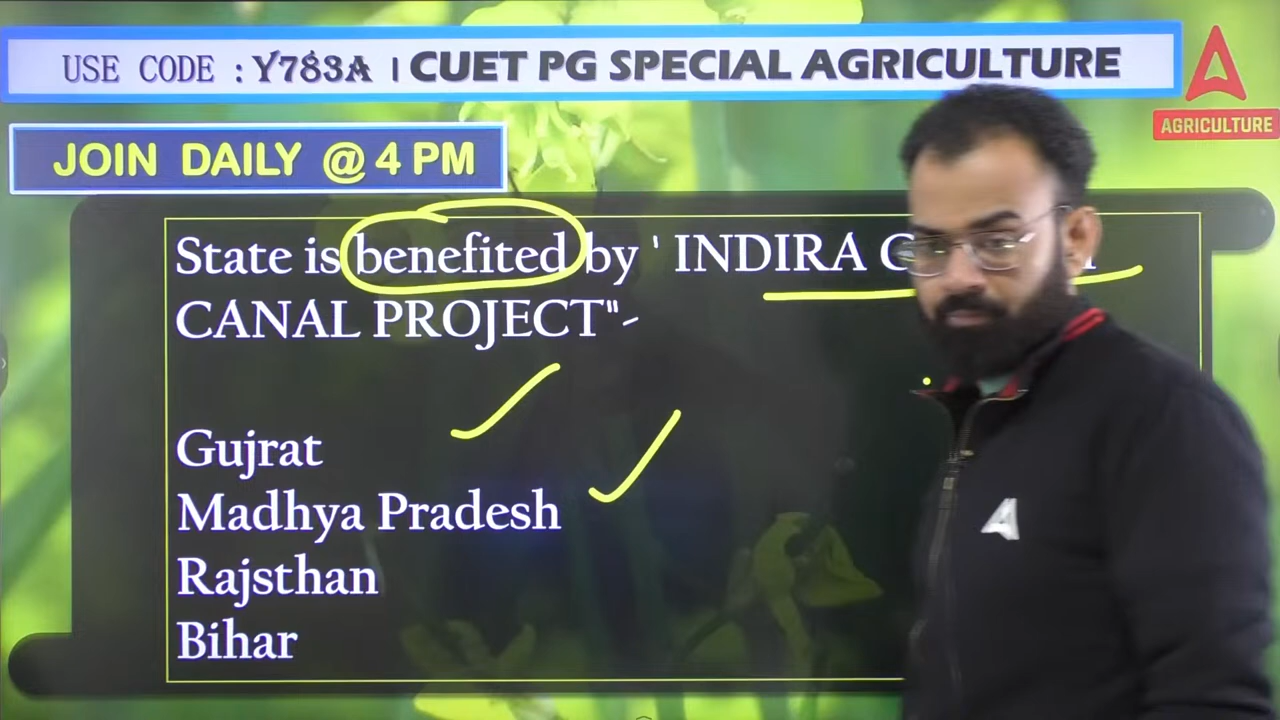 USE CODE : Y783A | CUET PG SPECIAL AGRICULTURE
AGRICULTURE
JOIN DAILY @ 4 PM
State is benefited by ' INDIRA
CANAL PROJECT"-
Gujrat
Madhya Pradesh
Rajsthan
Bihar